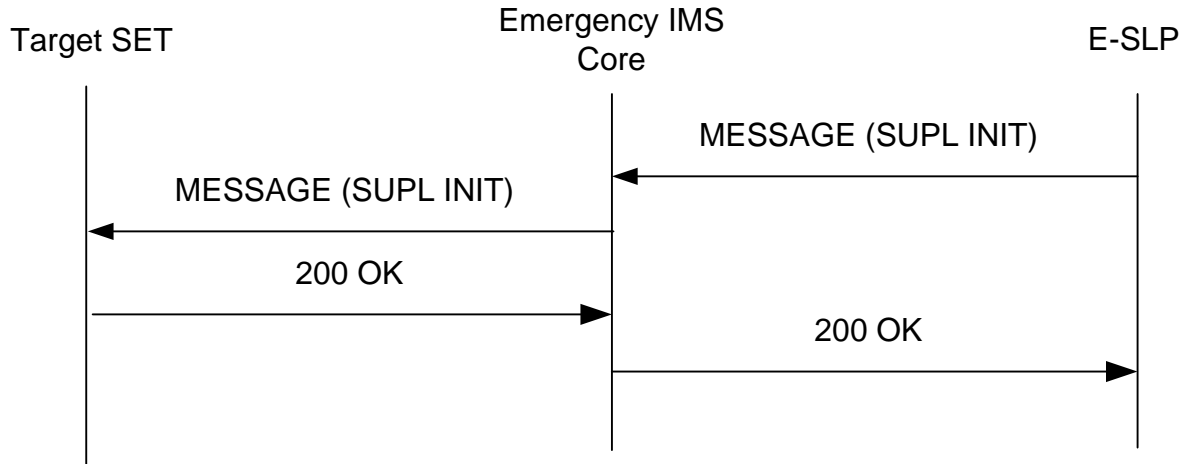 Target SET
Emergency IMS
Core
E-SLP
MESSAGE (SUPL INIT)
MESSAGE (SUPL INIT)
200 OK
200 OK